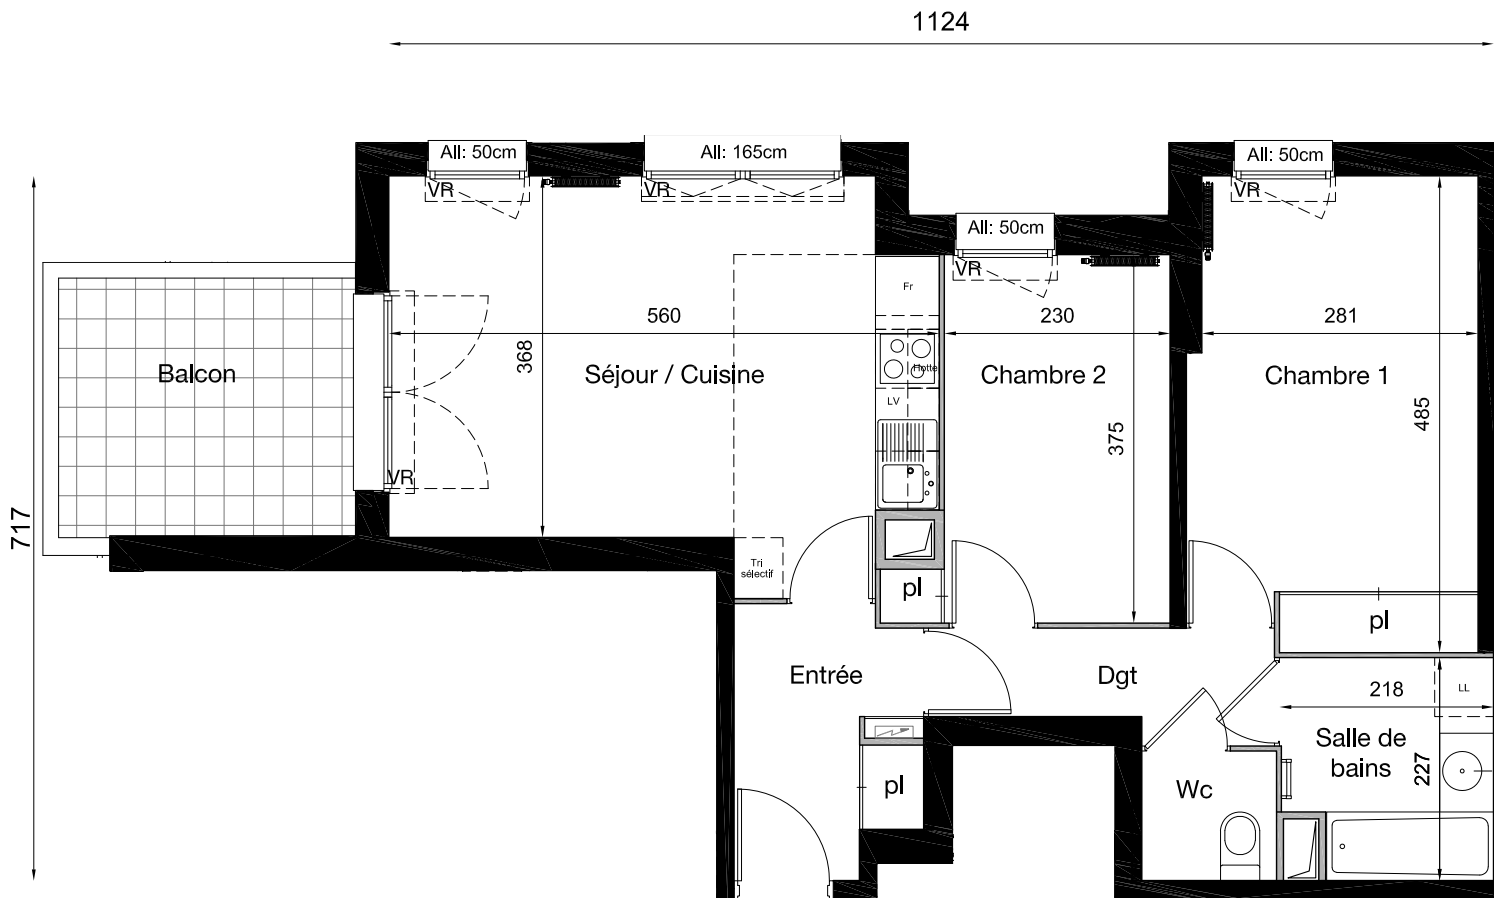 1124
All: 50cm
All: 165cm
All: 50cm
All: 50cm
VR
VR
VR
VR
Fr
560
230
281
368
Balcon
Séjour / Cuisine
Hotte
Chambre 2
Chambre 1
LV
375
485
VR
717
Tri
sélectif
pl
pl
Entrée
Dgt
218
LL
Salle de
bains
227
pl
Wc